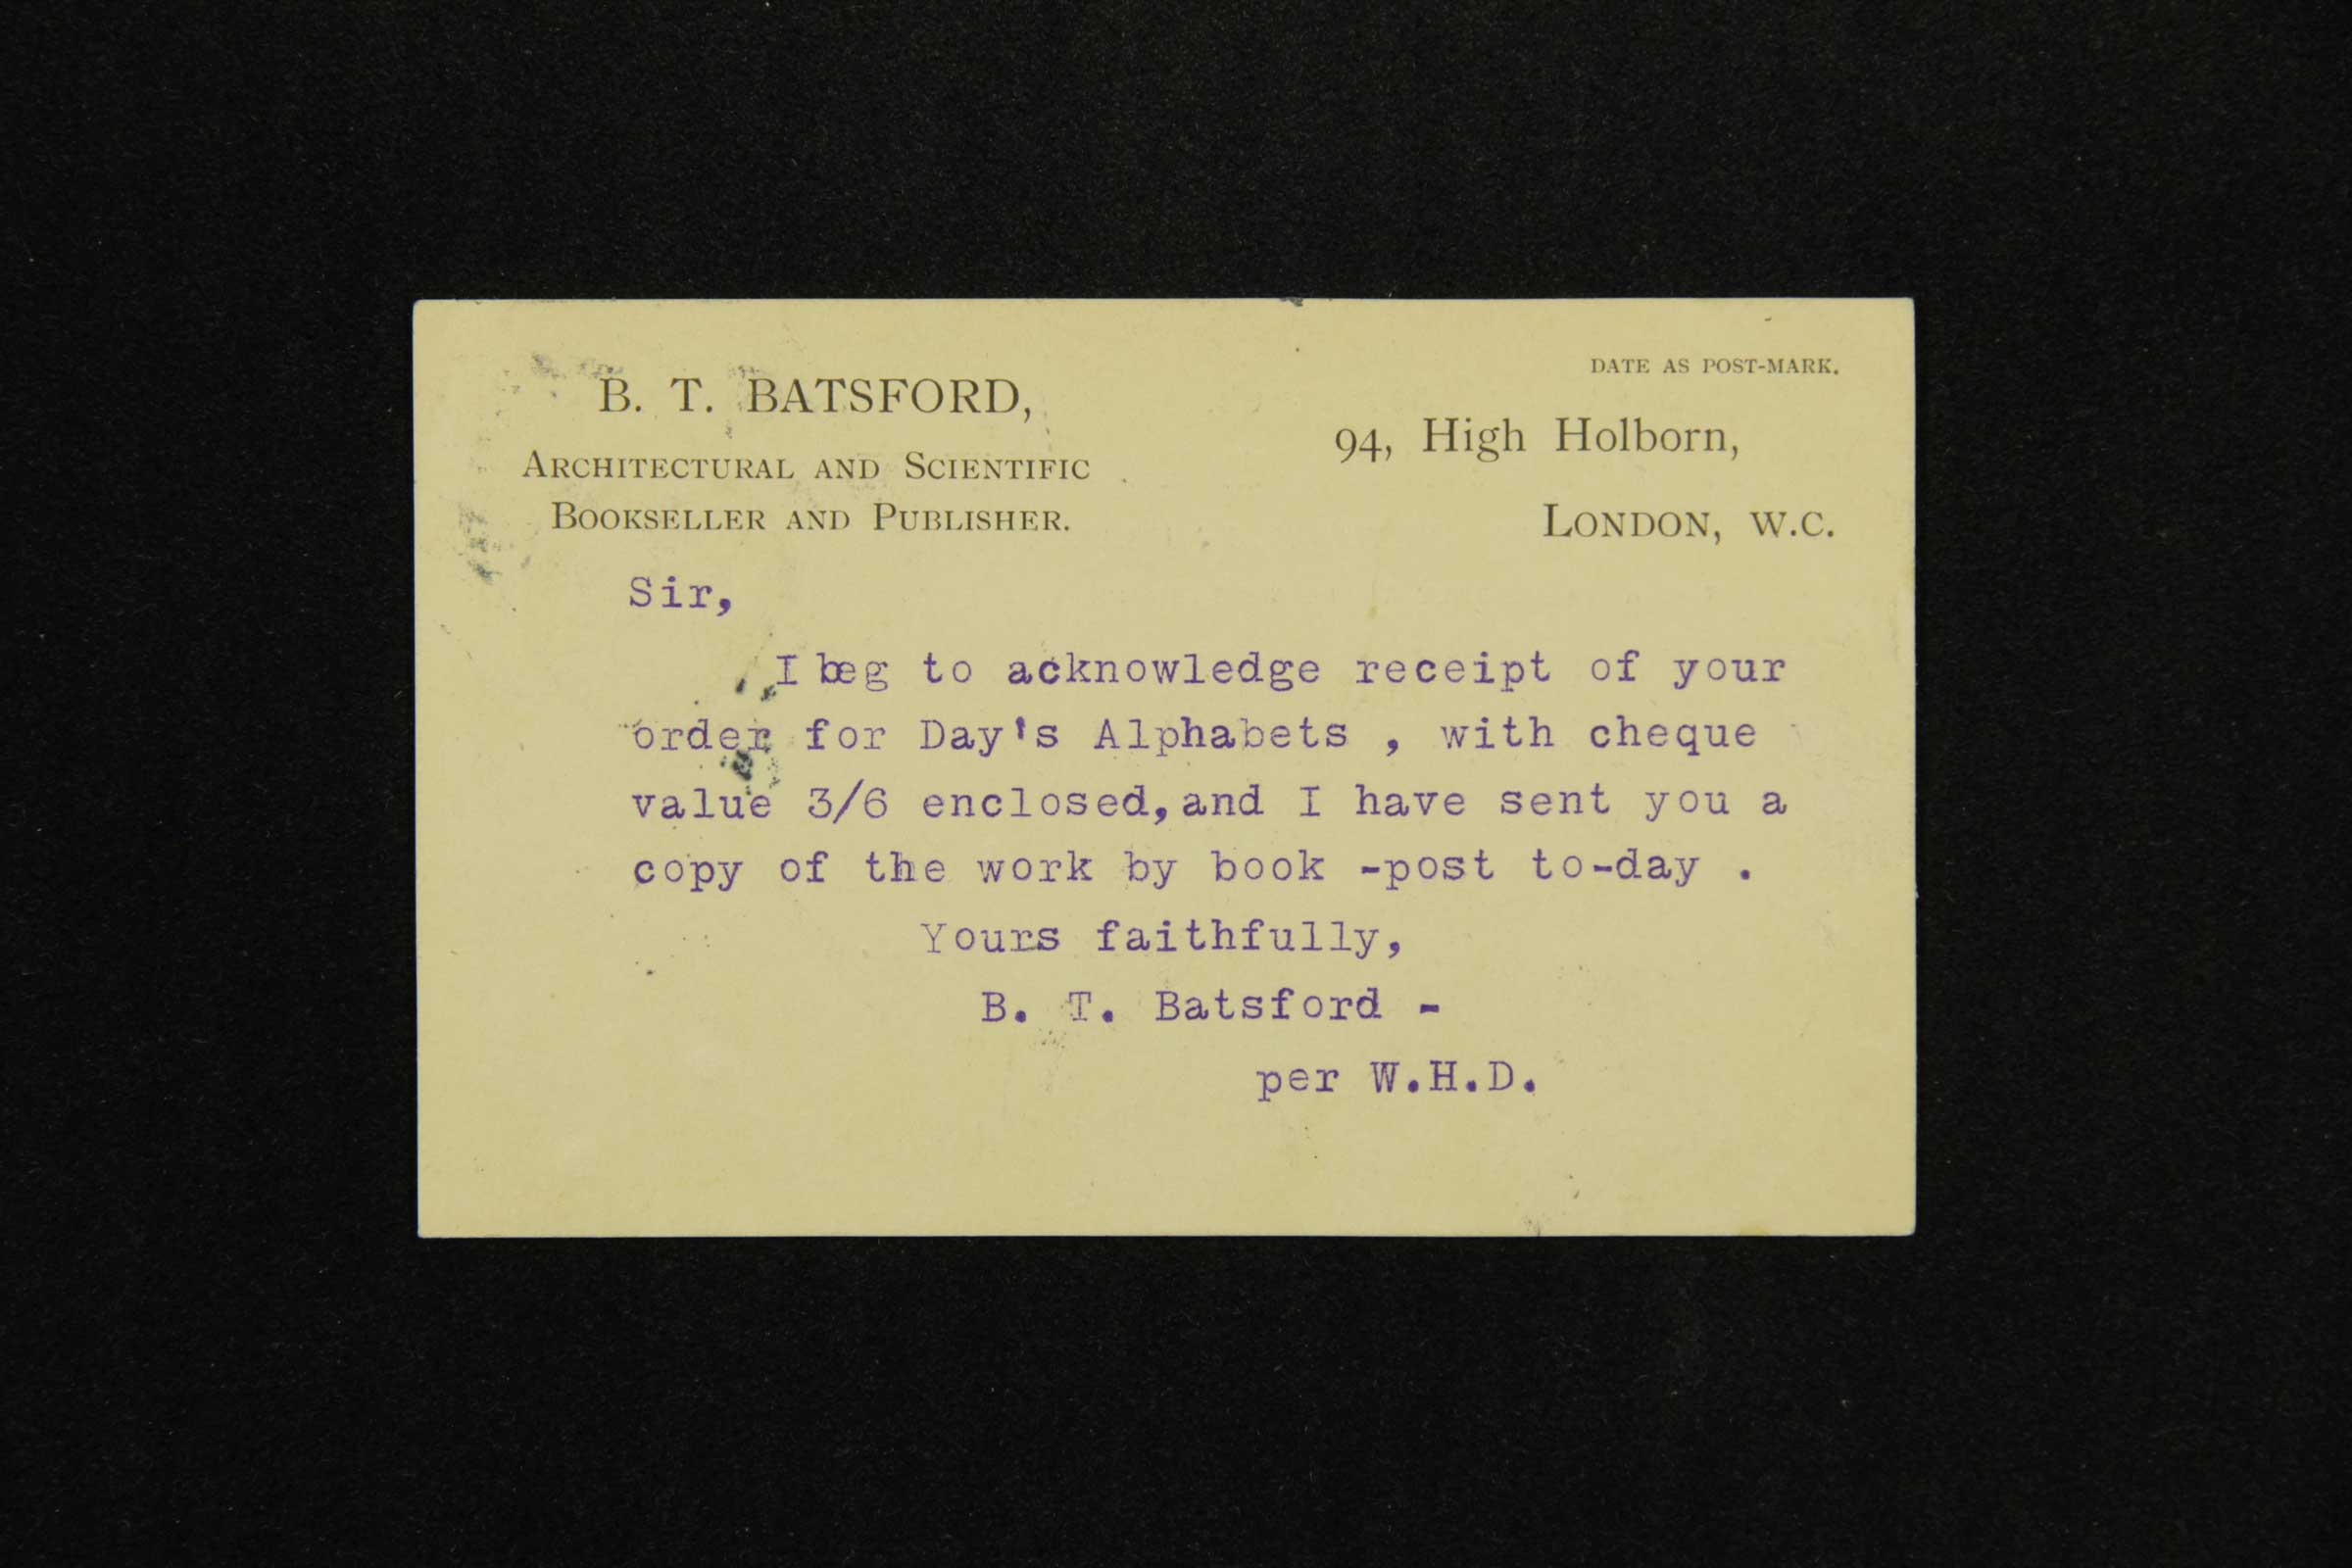 B. T. BATSFORD,
ARCHITECTURAL AND SCIENTIFIC
BOOKSELLER AND PUBLISHER.
DATE AS POST-MARK.
94, High Holborn,
LONDON, W.C.
Sir,
I beg to acknowledge receipt of your
order for Day's Alphabets , with cheque
value 3/6 enclosed,and I have sent you a
copy of the work by book -post to-day .
Yours faithfully,
B. T. Batsford -
per W.H.D.